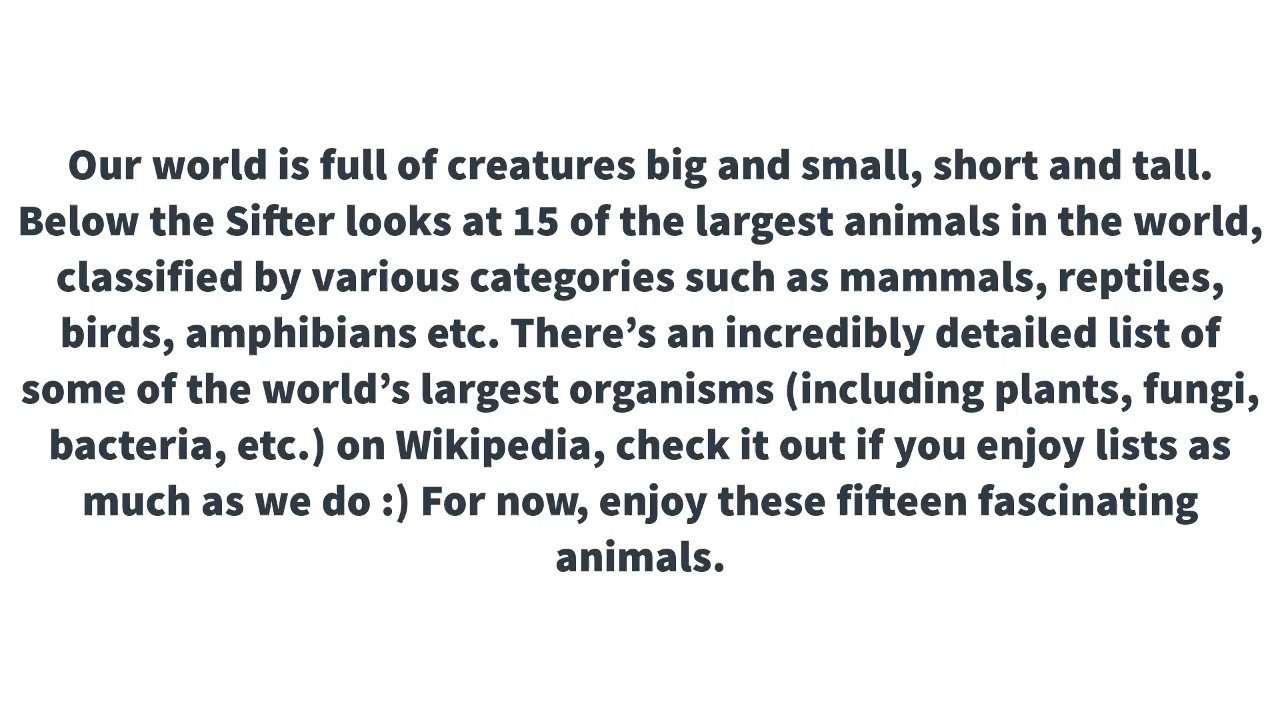 Our world is full of creatures big and small, short and tall.
Below the Sifter looks at 15 of the largest animals in the world,
classified by various categories such as mammals, reptiles,
birds, amphibians etc. There’s an incredibly detailed list of
some of the world’s largest organisms (including plants, fungi,
bacteria, etc.) on Wikipedia, check it out if you enjoy lists as
much as we do :) For now, enjoy these fifteen fascinating
animals.